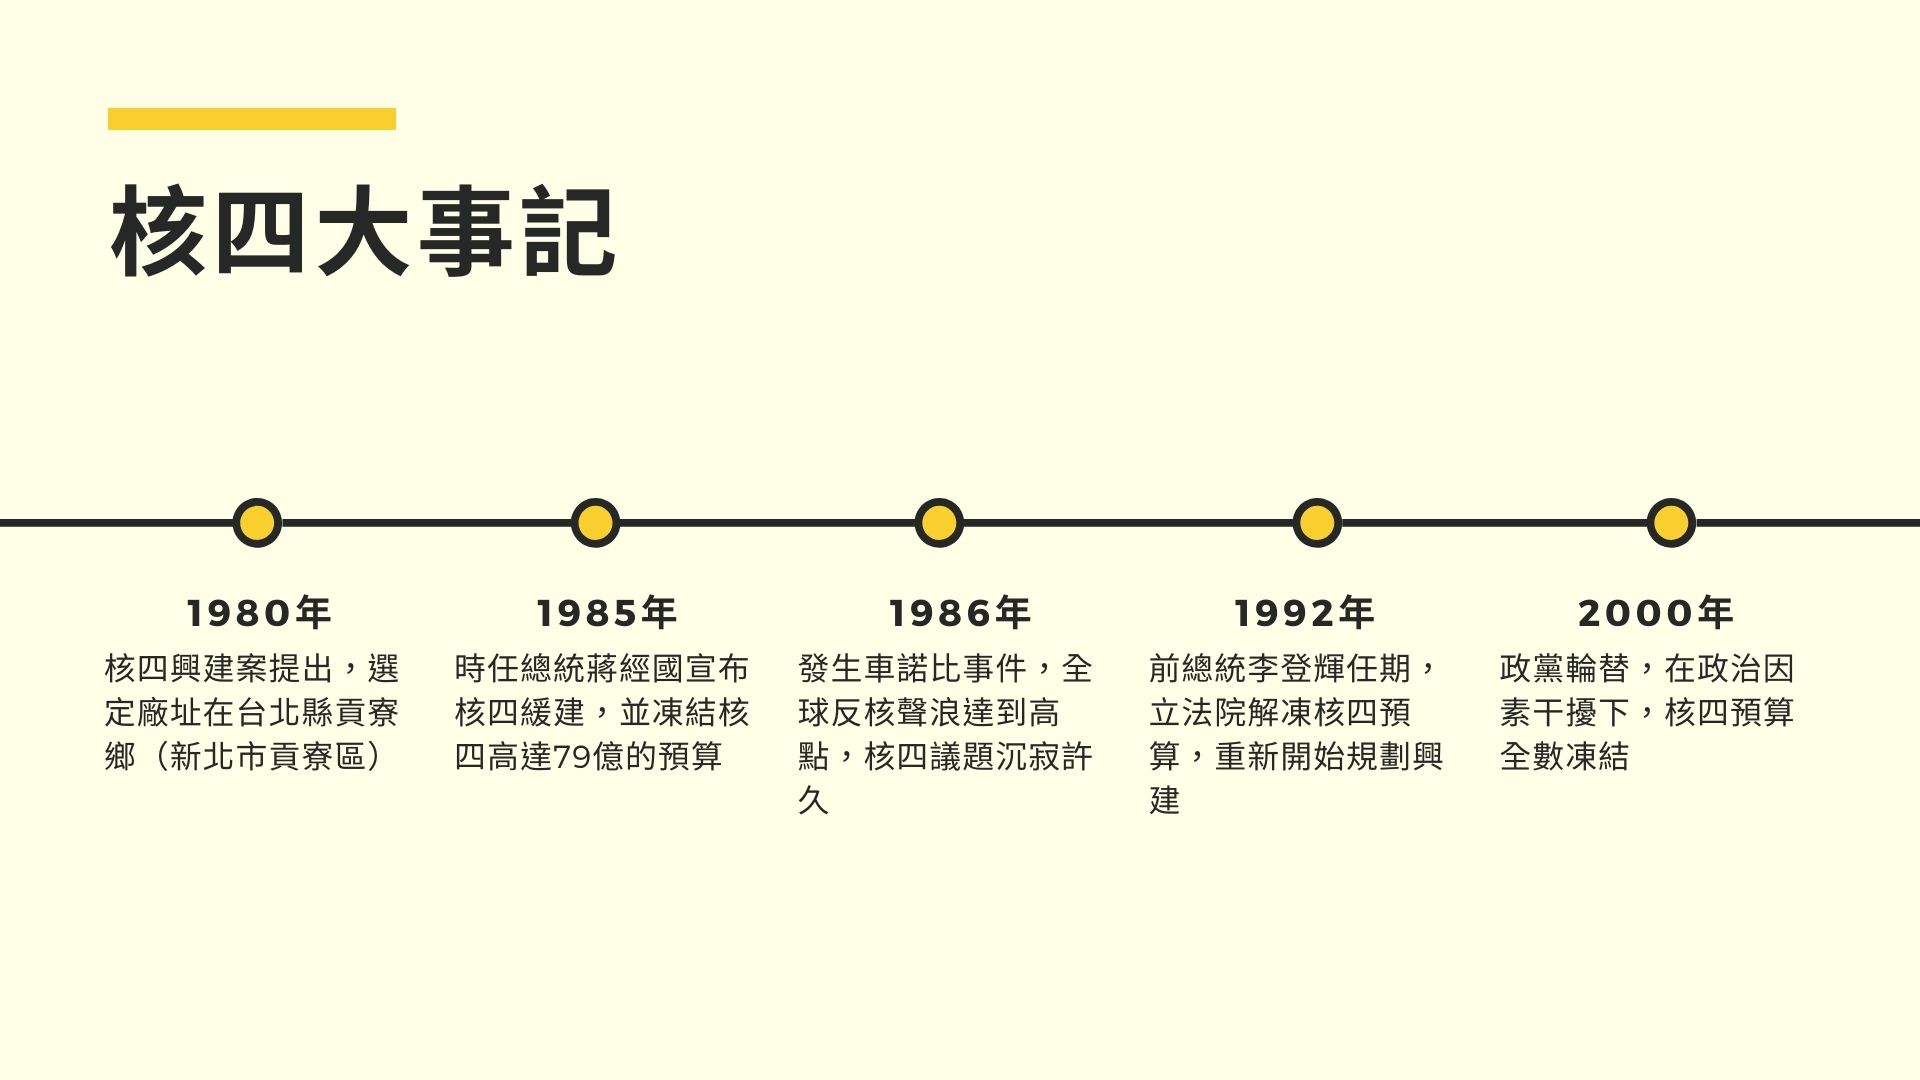 核四大事記
1980年
核四興建案提出，選
定廠址在台北縣貢寮
鄉（新北市貢寮區）
1985年
時任總統蔣經國宣布
核四緩建，並凍結核
四高達79億的預算
1986年
發生車諾比事件，全
球反核聲浪達到高
點，核四議題沉寂許
久
1992年
前總統李登輝任期，
立法院解凍核四預
算，重新開始規劃興
建
2000年
政黨輪替，在政治因
素干擾下，核四預算
全數凍結